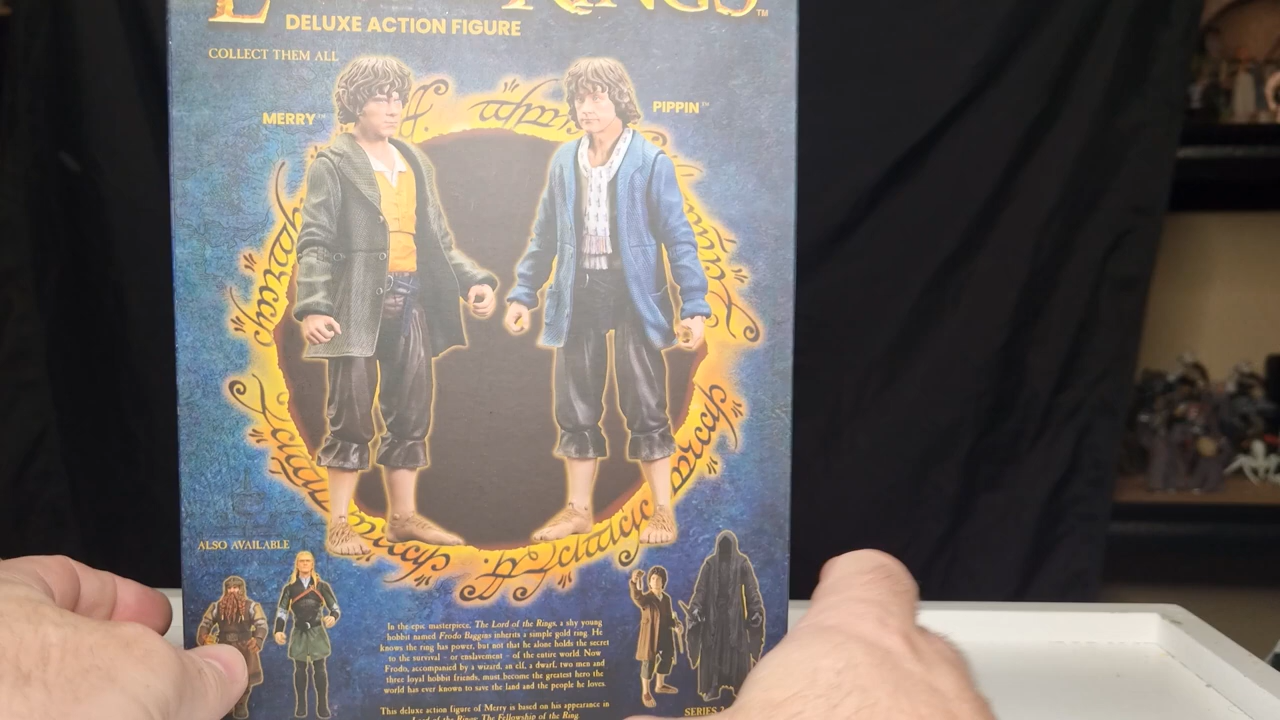 DELUXE ACTION FIGURE
COLLECT THEM ALL
MERRY™
PIPPIN™
ALSO AVAILABLE
In the epic masterpiece, The Lord of the Rings, a shy young
hobbit named Frodo Baggins inherits a simple gold ring. He
knows the ring has power, but not that he alone holds the secret
to the survival – or enslavement – of the entire world. Now
Frodo, accompanied by a wizard, an elf, a dwarf, two men and
three loyal hobbit friends, must become the greatest hero the
world has ever known to save the land and the people he loves.
This deluxe action figure of Merry is based on his appearance in
Lord of the Rings: The Fellowship of the Ring.
SERIES